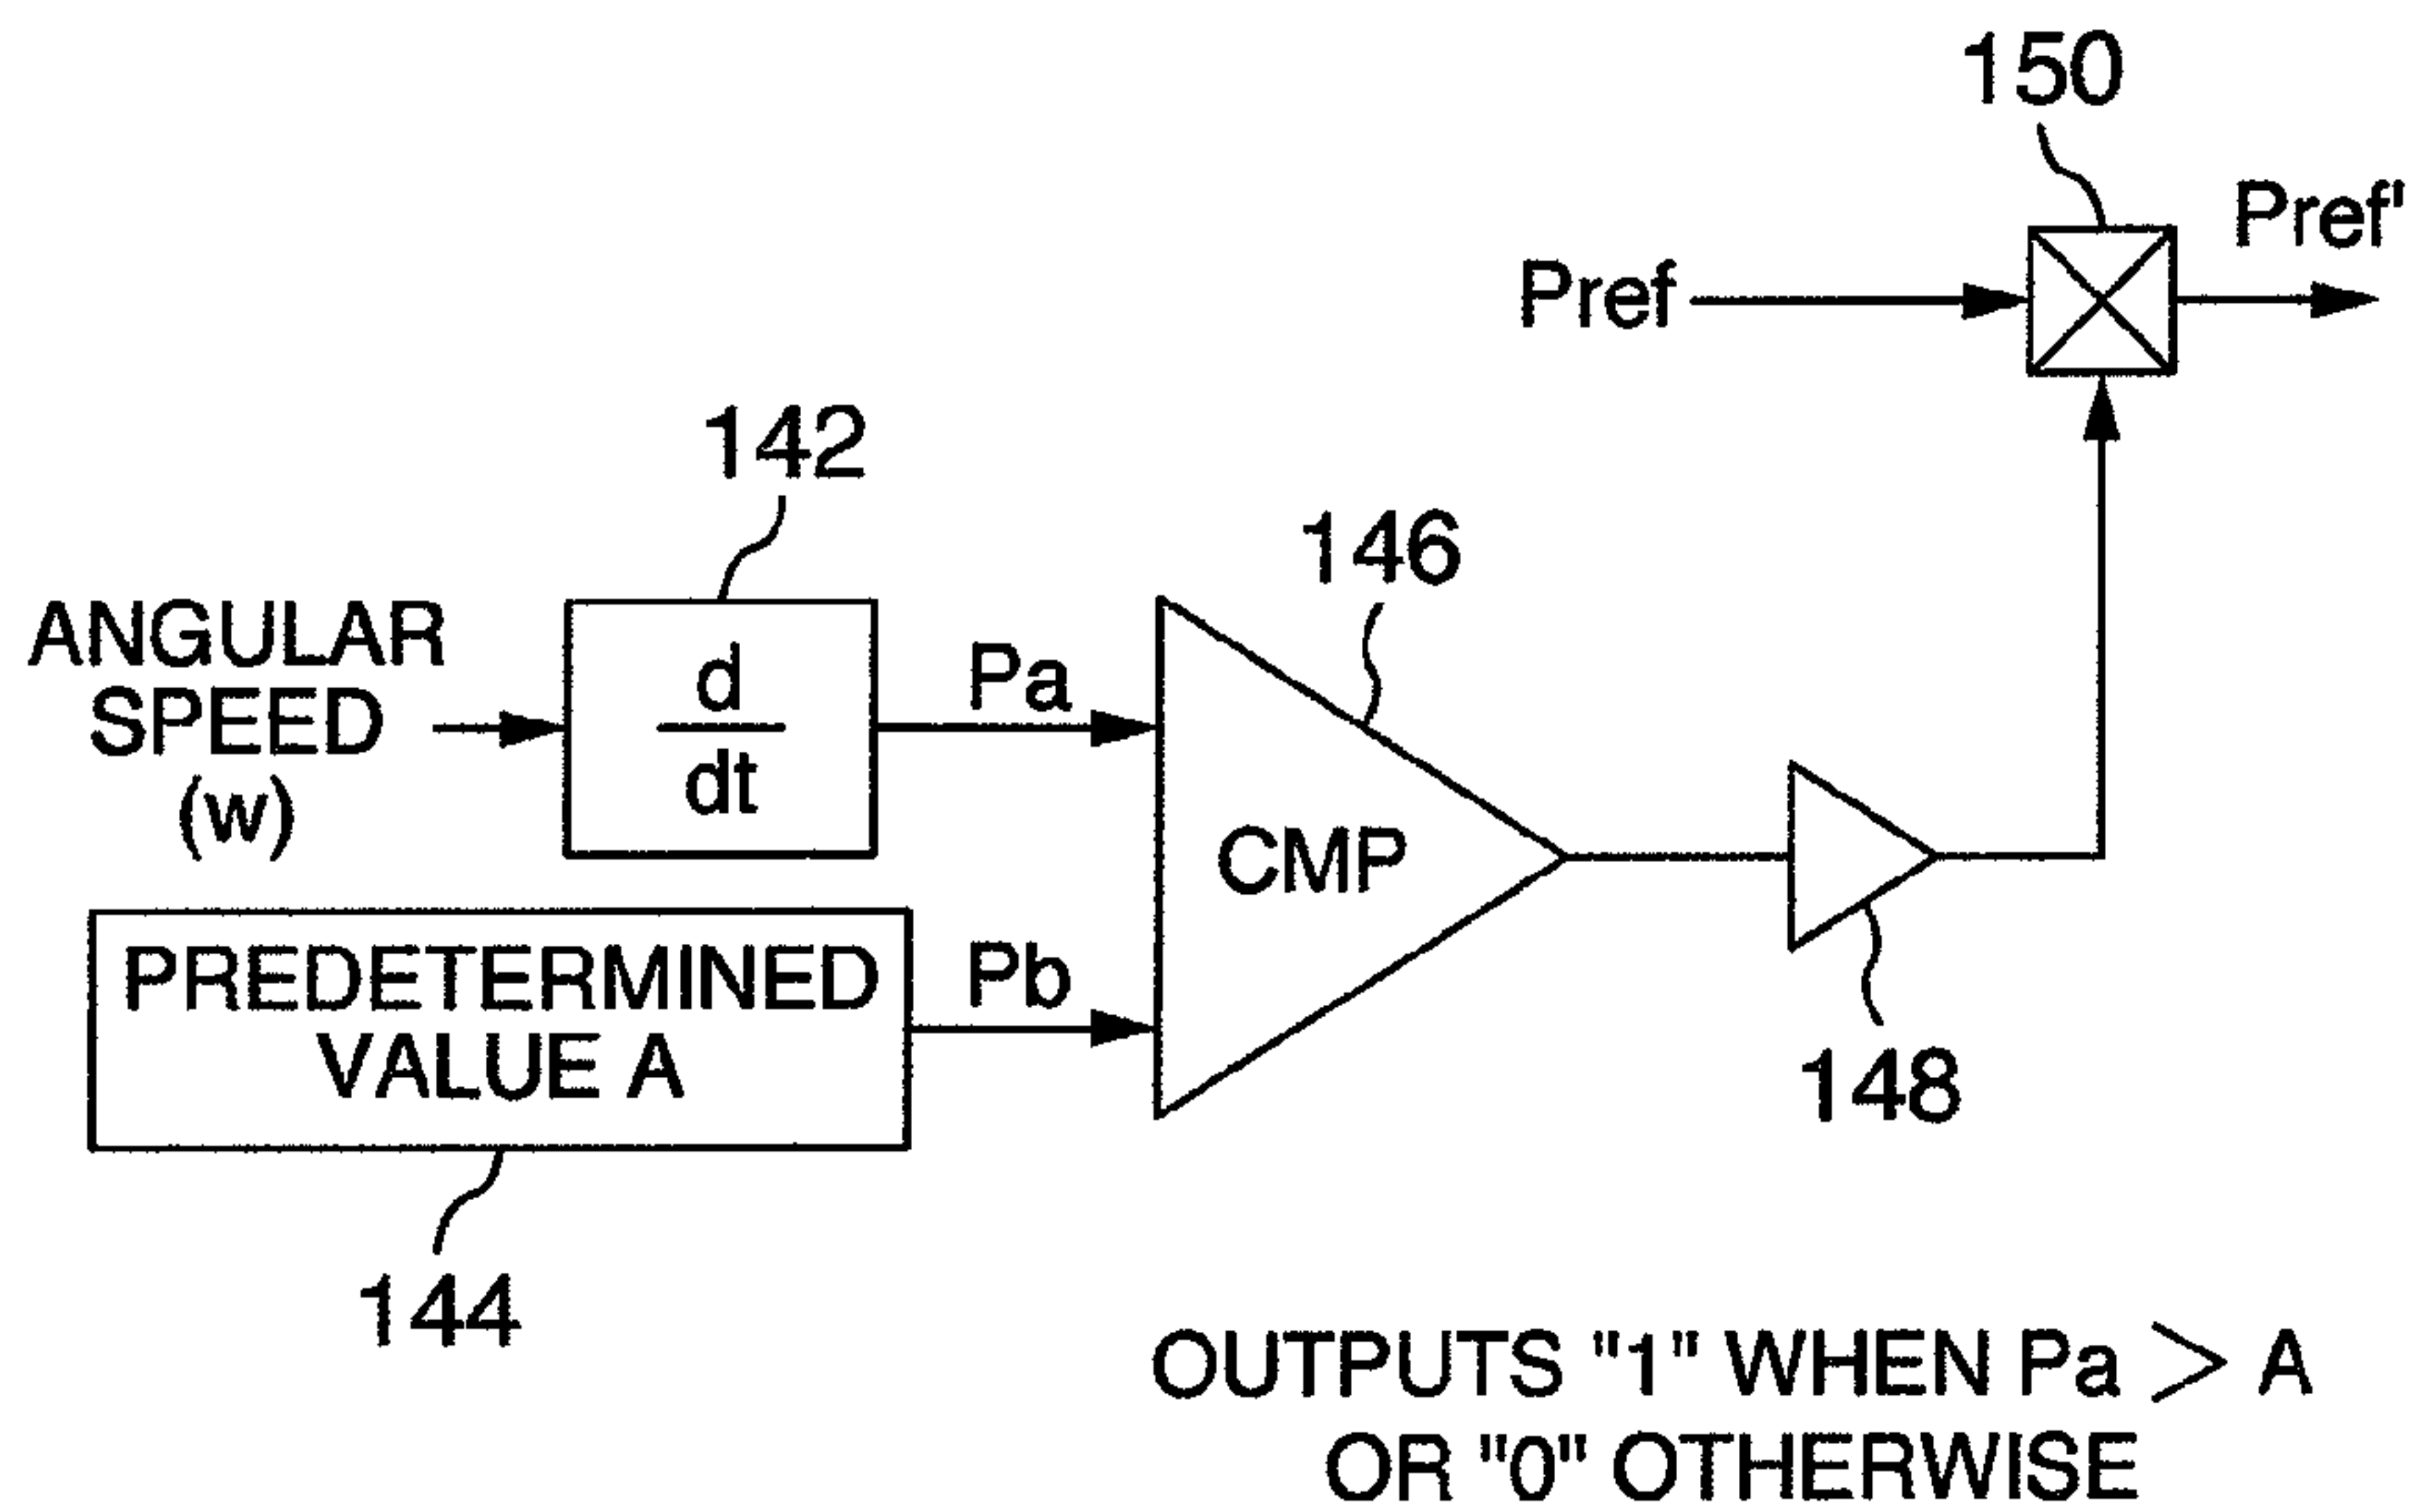 150
Pref'
Pref
142
146
ANGULAR
SPEED
(w)
d
dt
Pa
CMP
PREDETERMINED
VALUE A
Pb
148
144
OUTPUTS "1" WHEN Pa > A
OR "0" OTHERWISE